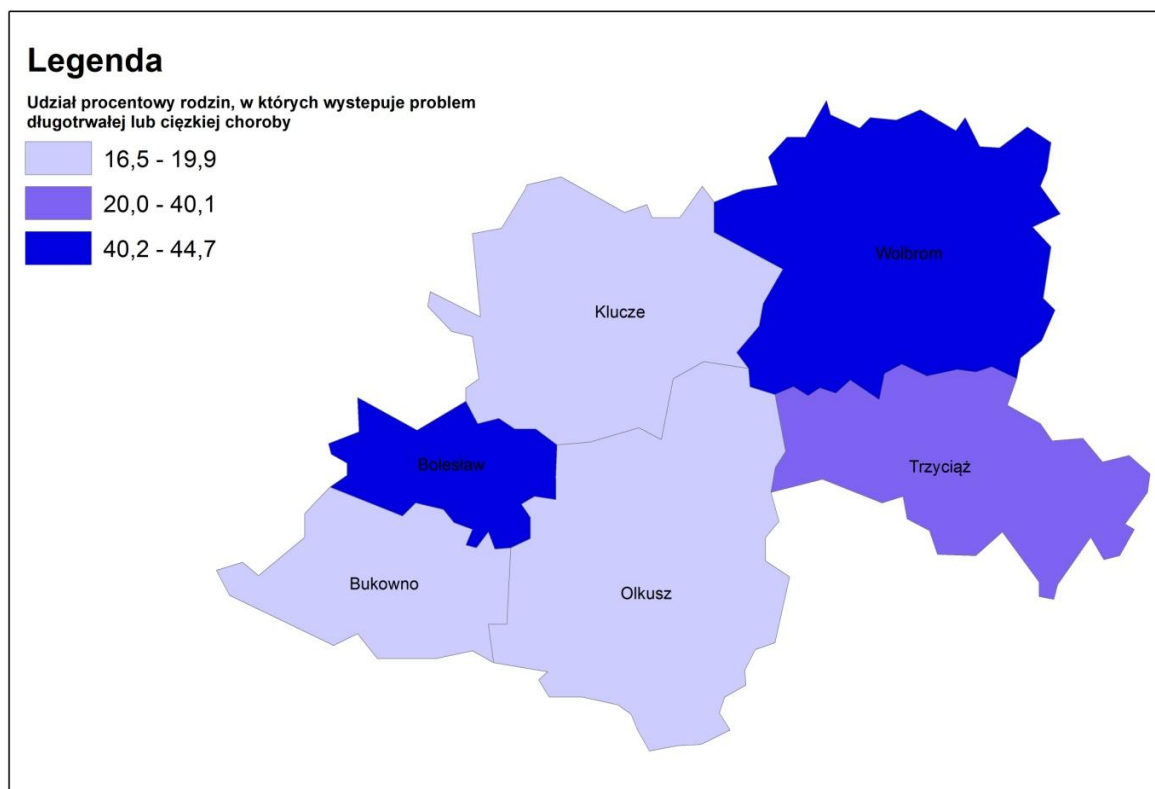 Legenda
Udział procentowy rodzin, w których wystepuje problem
długotrwałej lub cięzkiej choroby
16,5 - 19,9
20,0 - 40,1
40,2 - 44,7
Wolbrom
Klucze
Bolesław
Trzyciąż
Bukowno
Olkusz